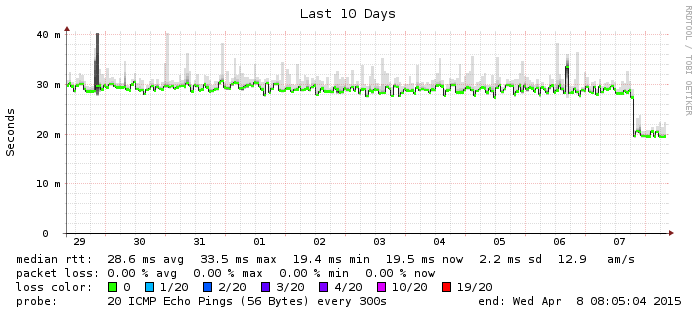 Last 10 Days
RRDTOOL / TOBI OETIKER
Seconds
40 m
30 m
20 m
10 m
0
29 30 31 01 02 03 04 05 06 07
median rtt: 28.6 ms avg 33.5 ms max 19.4 ms min 19.5 ms now 2.2 ms sd 12.9 am/s
packet loss: 0.00 % avg 0.00 % max 0.00 % min 0.00 % now
loss color: 0 1/20 2/20 3/20 4/20 10/20 19/20
probe: 20 ICMP Echo Pings (56 Bytes) every 300s end: Wed Apr 8 08:05:04 2015